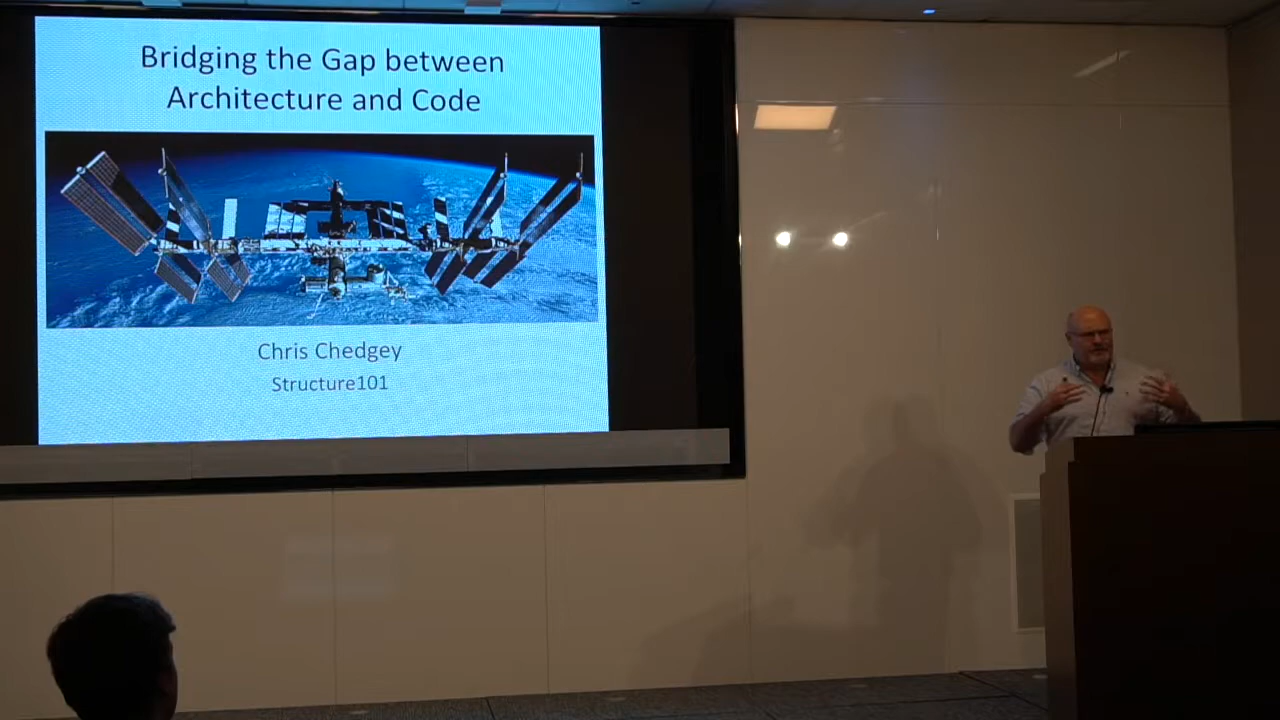 Bridging the Gap between
Architecture and Code
Chris Chedgey
Structure101